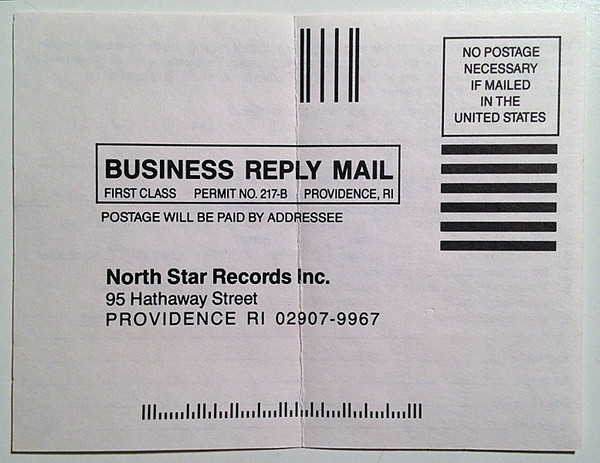 NO POSTAGE
NECESSARY
IF MAILED
IN THE
UNITED STATES
BUSINESS REPLY MAIL
FIRST CLASS PERMIT NO. 217-B PROVIDENCE, RI
POSTAGE WILL BE PAID BY ADDRESSEE
North Star Records Inc.
95 Hathaway Street
PROVIDENCE RI 02907-9967